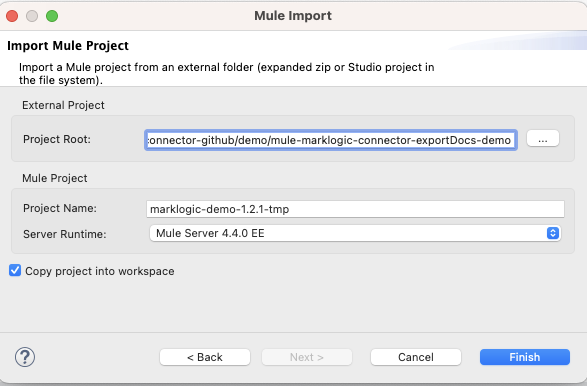 Mule Import
Import Mule Project
Import a Mule project from an external folder (expanded zip or Studio project in
the file system).
External Project
Project Root: onnector-github/demo/mule-marklogic-connector-exportDocs-demo ...
Mule Project
Project Name: marklogic-demo-1.2.1-tmp
Server Runtime: Mule Server 4.4.0 EE
Copy project into workspace
? < Back Next > Cancel Finish